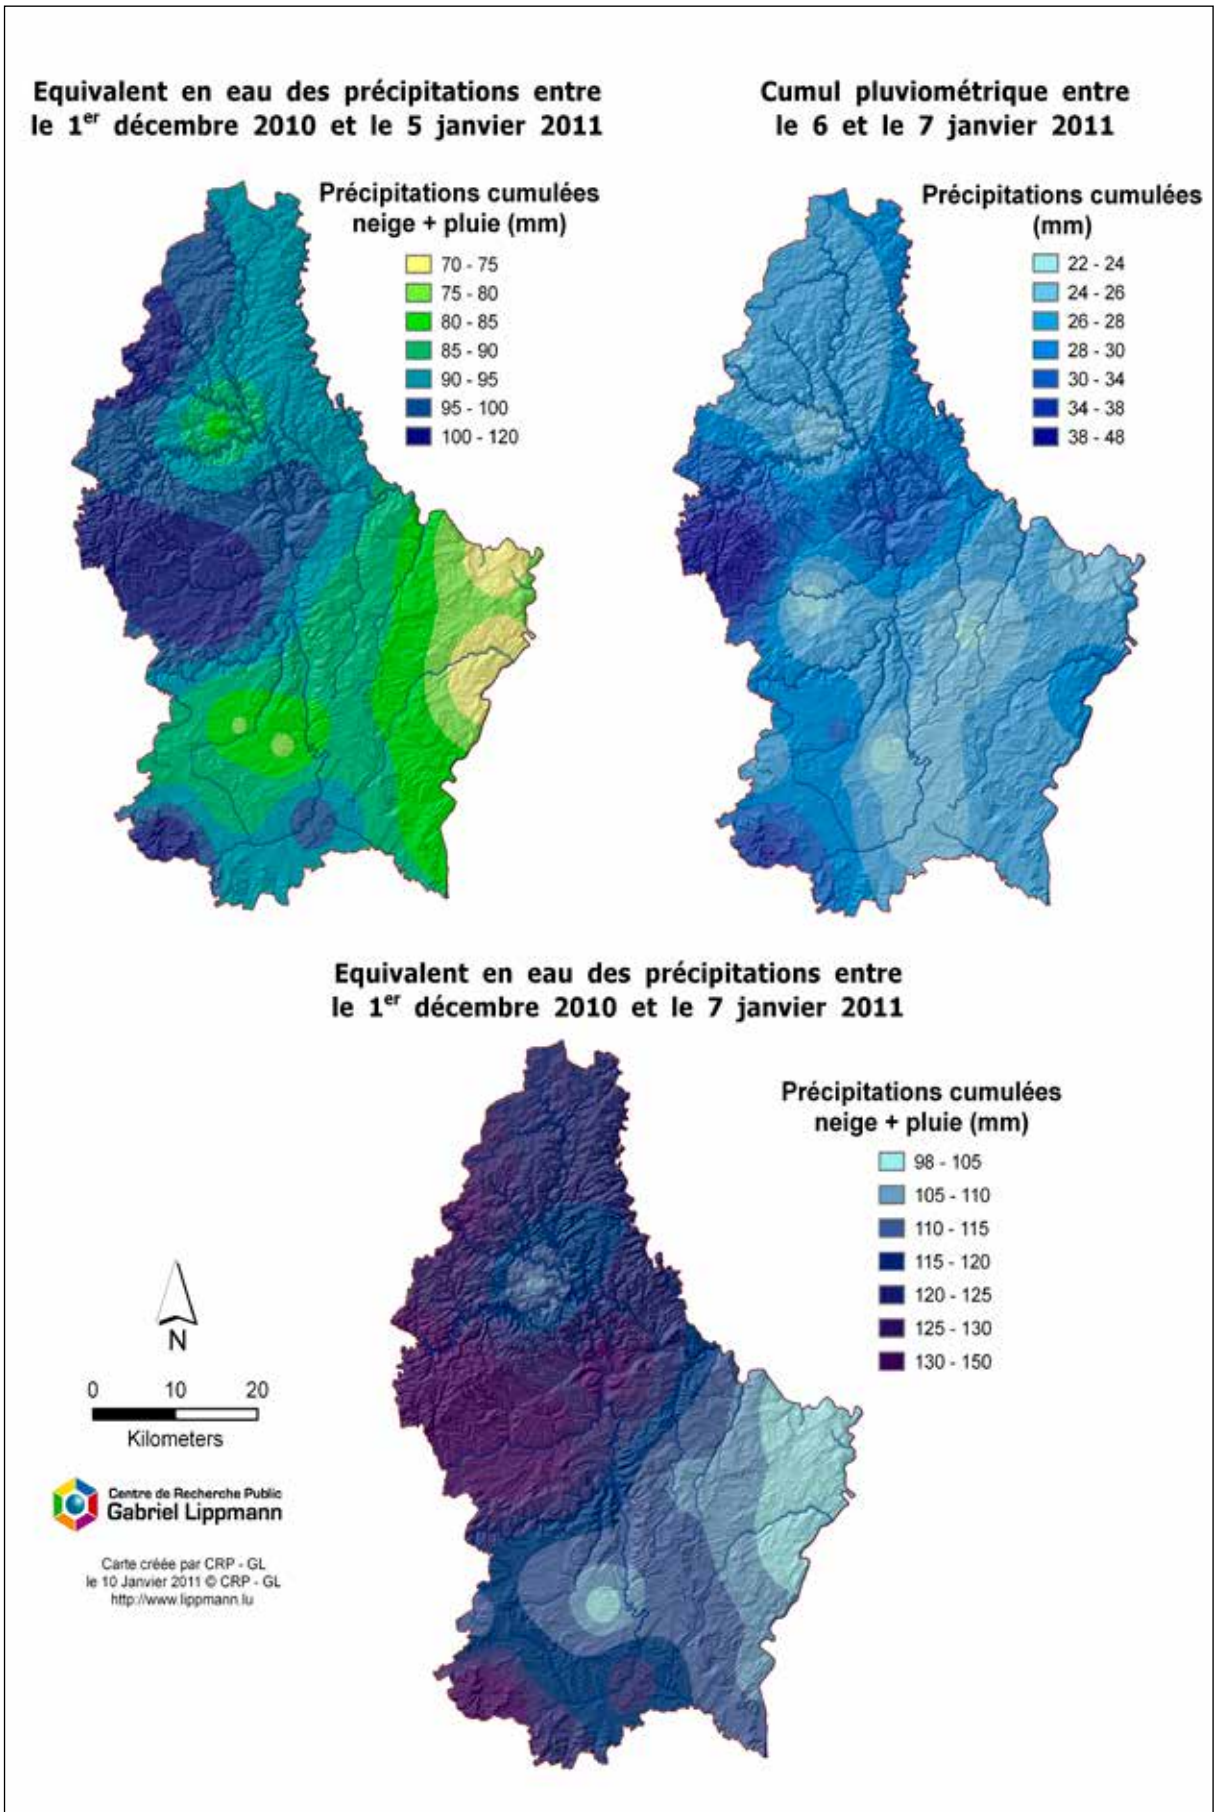 Equivalent en eau des précipitations entre
le 1er décembre 2010 et le 5 janvier 2011
Précipitations cumulées
neige + pluie (mm)
70 - 75
75 - 80
80 - 85
85 - 90
90 - 95
95 - 100
100 - 120
Cumul pluviométrique entre
le 6 et le 7 janvier 2011
Précipitations cumulées
(mm)
22 - 24
24 - 26
26 - 28
28 - 30
30 - 34
34 - 38
38 - 48
Equivalent en eau des précipitations entre
le 1er décembre 2010 et le 7 janvier 2011
Précipitations cumulées
neige + pluie (mm)
98 - 105
105 - 110
110 - 115
115 - 120
120 - 125
125 - 130
130 - 150
N
0 10 20
Kilometers
Centre de Recherche Public
Gabriel Lippmann
Carte créée par CRP - GL
le 10 Janvier 2011 © CRP - GL
http://www.lippmann.lu